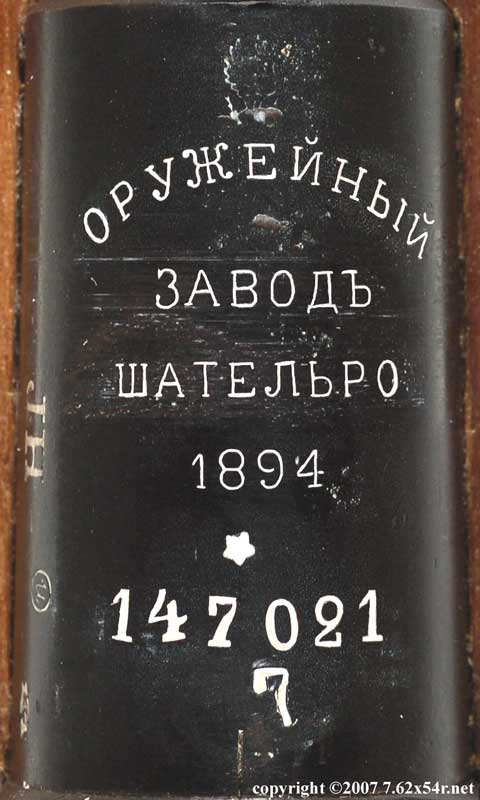 ОРУЖЕЙНЫЙ
ЗАВОДЪ
ШАТЕЛЬРО
1894
147021
7
copyright ©2007 7.62x54r.net